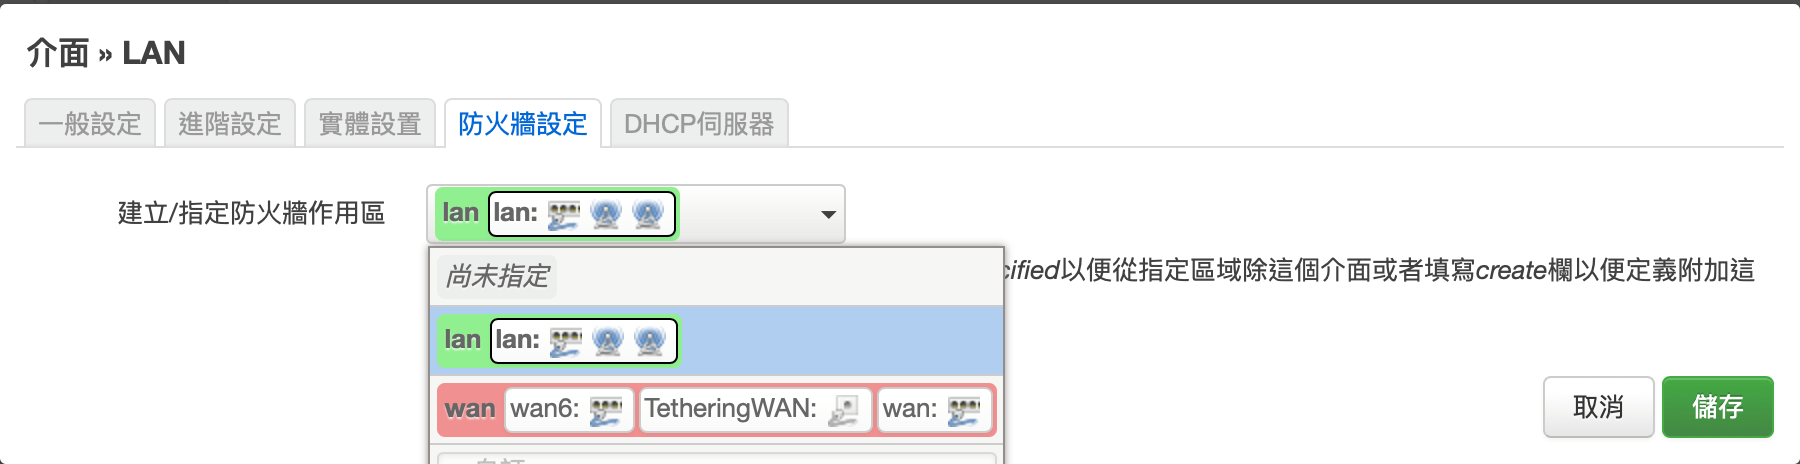 介面 » LAN
一般設定 進階設定 實體設置 防火牆設定 DHCP伺服器
建立/指定防火牆作用區 lan lan:
尚未指定
cified以便從指定區域除這個介面或者填寫create欄以便定義附加這
lan lan:
wan wan6: TetheringWAN: wan:
取消 儲存